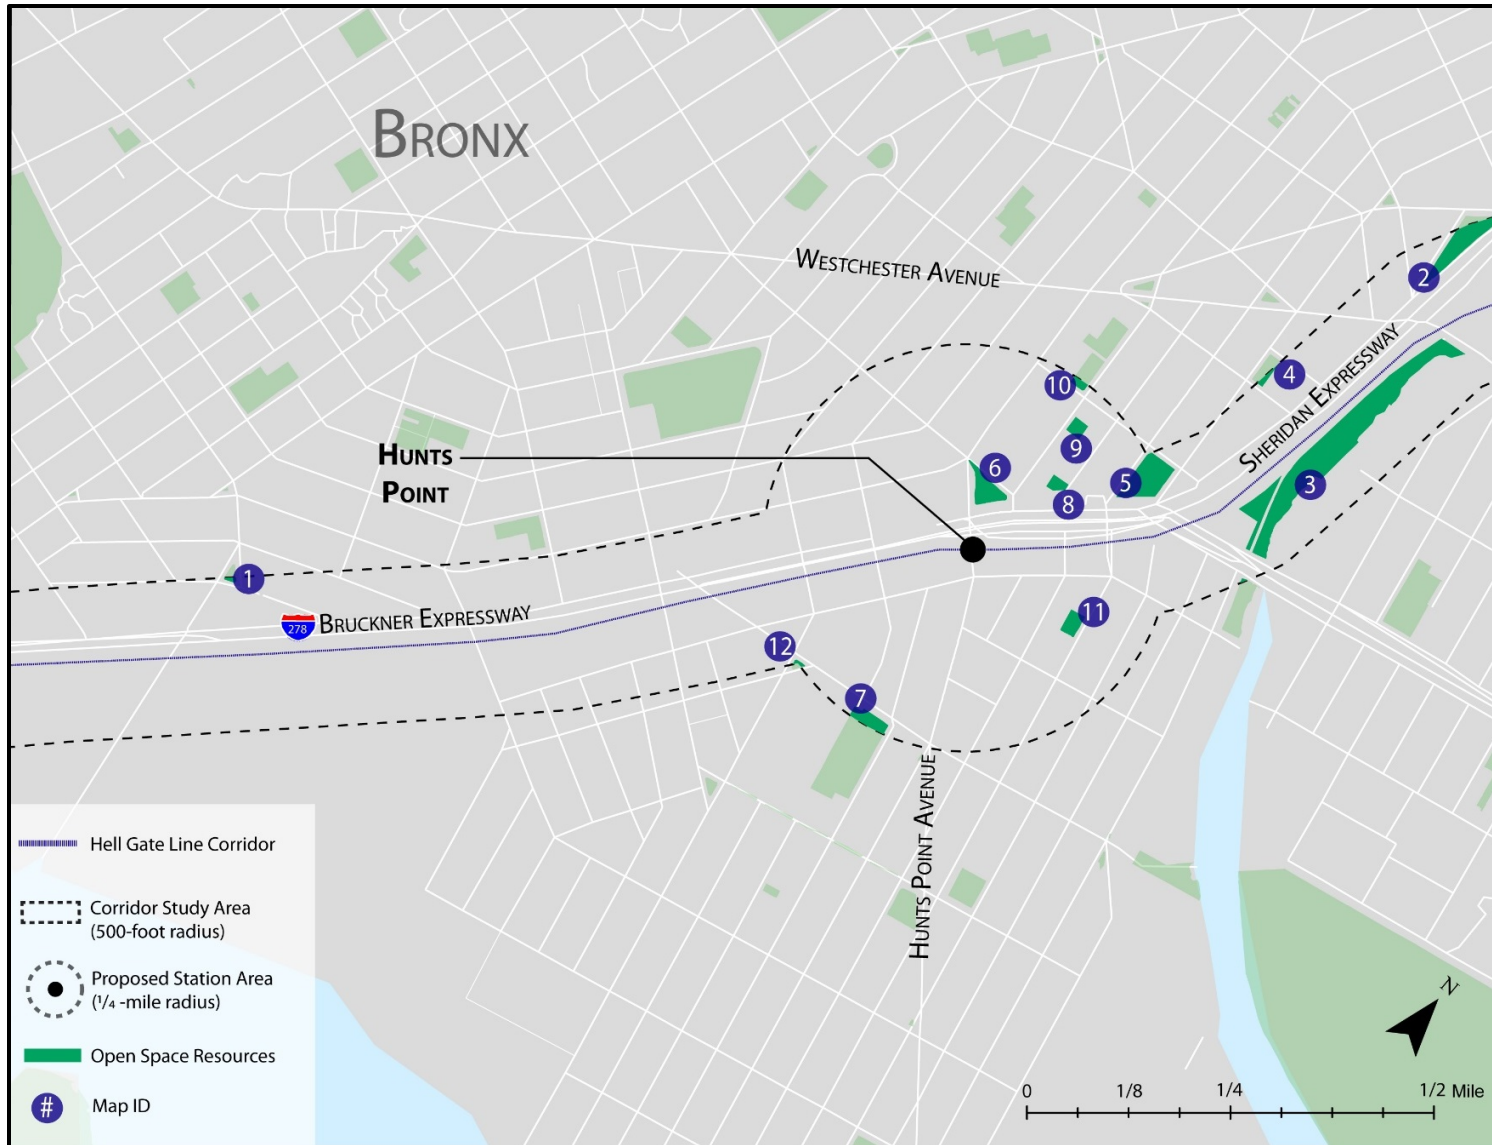 BRONX
WESTCHESTER AVENUE
2
10
4
SHERIDAN EXPRESSWAY
9
HUNTS
POINT
6
5
3
8
1
278
BRUCKNER EXPRESSWAY
11
12
7
HUNTS POINT AVENUE
Hell Gate Line Corridor
Corridor Study Area
(500-foot radius)
Proposed Station Area
(1/4 -mile radius)
Open Space Resources
# Map ID
N
0 1/8 1/4 1/2 Mile